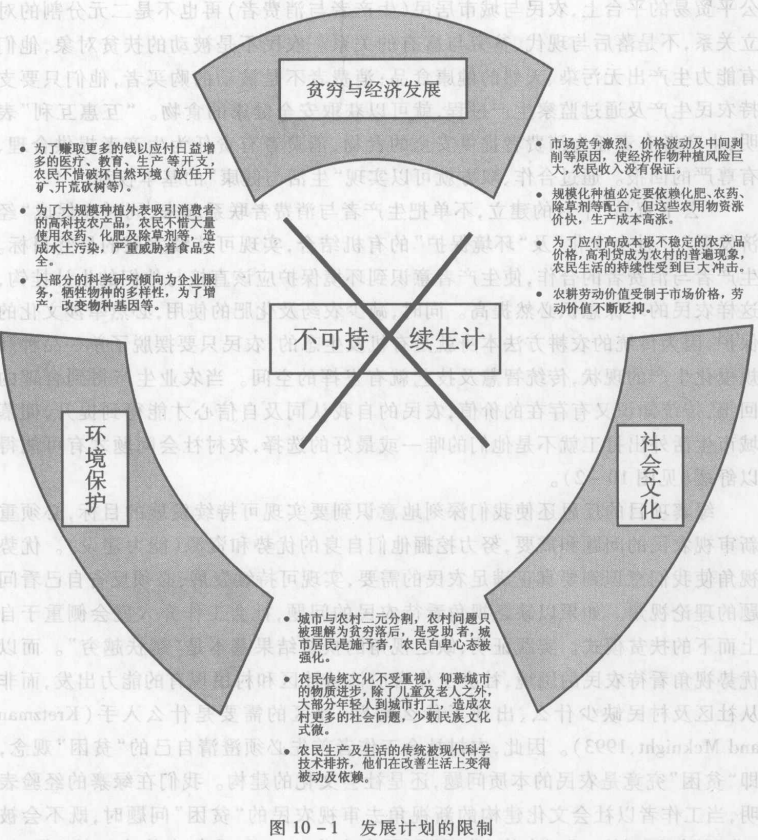 贫穷与经济发展
• 为了赚取更多的钱以应付日益增
多的医疗、教育、生产等开支,
农民不惜破坏自然环境(放任开
矿、开荒砍树等)。
• 为了大规模种植外表吸引消费者
的高科技农产品,农民不惜大量
的使用农药、化肥及除草剂等,造
成水土污染,严重威胁着食品安
全。
• 大部分的科学研究倾向为企业服
务,牺牲物种的多样性,为了增
产,改变物种基因等。
• 市场竞争激烈、价格波动及中间剥
削等原因,使经济作物种植风险巨
大,农民收入没有保证。
• 规模化种植必要依赖化肥、农药、
除草剂等配合,但这些农用物资涨
价快,生产成本高涨。
• 为了应付高成本极不稳定的农产品
价格,高利贷成为农村的普遍现象,
农民生活的持续性受到巨大冲击。
• 农耕劳动价值受制于市场价格,劳
动价值不断贬抑。
不可持续生计
环境保护
社会文化
• 城市与农村二元分割,农村问题只
被理解为贫穷落后,是受助者,城
市居民是施予者,农民自卑心态被
强化。
• 农民传统文化不受重视,仰慕城市
的物质进步,除了儿童及老人之外,
大部分年轻人到城市打工,造成农
村更多的社会问题,少数民族文化
式微。
• 农民生产及生活的传统被现代科学
技术排挤,他们在改善生活上变得
被动及依赖。
图10-1 发展计划的限制